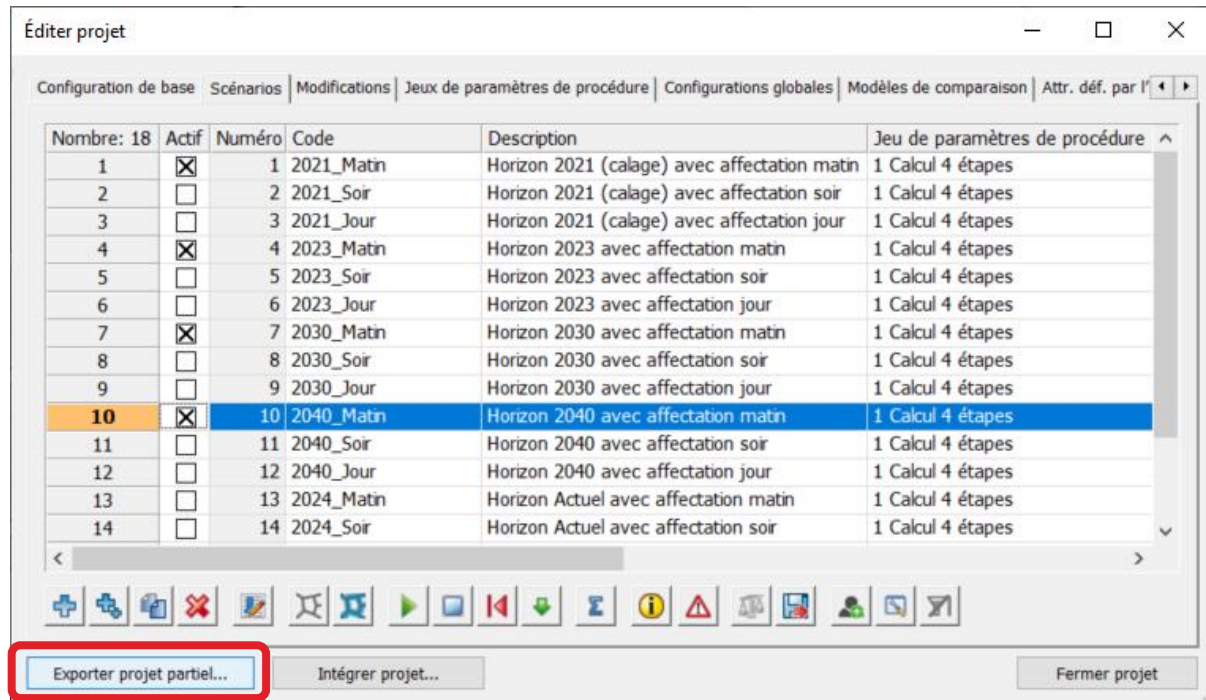 Éditer projet
Configuration de base Scénarios Modifications Jeux de paramètres de procédure Configurations globales Modèles de comparaison Attr. déf. par l'
Nombre: 18 Actif Numéro Code Description Jeu de paramètres de procédure
1 1 2021_Matin Horizon 2021 (calage) avec affectation matin 1 Calcul 4 étapes
2 2 2021_Soir Horizon 2021 (calage) avec affectation soir 1 Calcul 4 étapes
3 3 2021_Jour Horizon 2021 (calage) avec affectation jour 1 Calcul 4 étapes
4 4 2023_Matin Horizon 2023 avec affectation matin 1 Calcul 4 étapes
5 5 2023_Soir Horizon 2023 avec affectation soir 1 Calcul 4 étapes
6 6 2023_Jour Horizon 2023 avec affectation jour 1 Calcul 4 étapes
7 7 2030_Matin Horizon 2030 avec affectation matin 1 Calcul 4 étapes
8 8 2030_Soir Horizon 2030 avec affectation soir 1 Calcul 4 étapes
9 9 2030_Jour Horizon 2030 avec affectation jour 1 Calcul 4 étapes
10 10 2040_Matin Horizon 2040 avec affectation matin 1 Calcul 4 étapes
11 11 2040_Soir Horizon 2040 avec affectation soir 1 Calcul 4 étapes
12 12 2040_Jour Horizon 2040 avec affectation jour 1 Calcul 4 étapes
13 13 2024_Matin Horizon Actuel avec affectation matin 1 Calcul 4 étapes
14 14 2024_Soir Horizon Actuel avec affectation soir 1 Calcul 4 étapes
Exporter projet partiel... Intégrer projet... Fermer projet